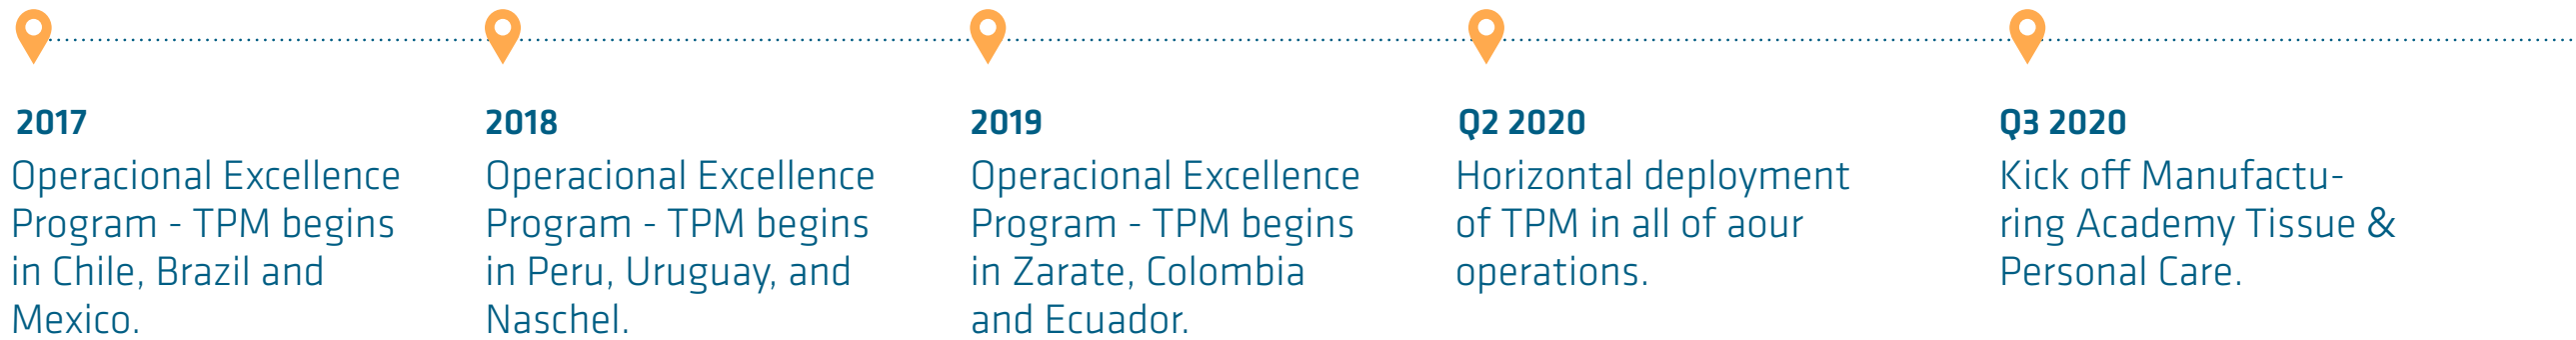 2017
Operacional Excellence
Program - TPM begins
in Chile, Brazil and
Mexico.
2018
Operacional Excellence
Program - TPM begins
in Peru, Uruguay, and
Naschel.
2019
Operacional Excellence
Program - TPM begins
in Zarate, Colombia
and Ecuador.
Q2 2020
Horizontal deployment
of TPM in all of aour
operations.
Q3 2020
Kick off Manufactu-
ring Academy Tissue &
Personal Care.